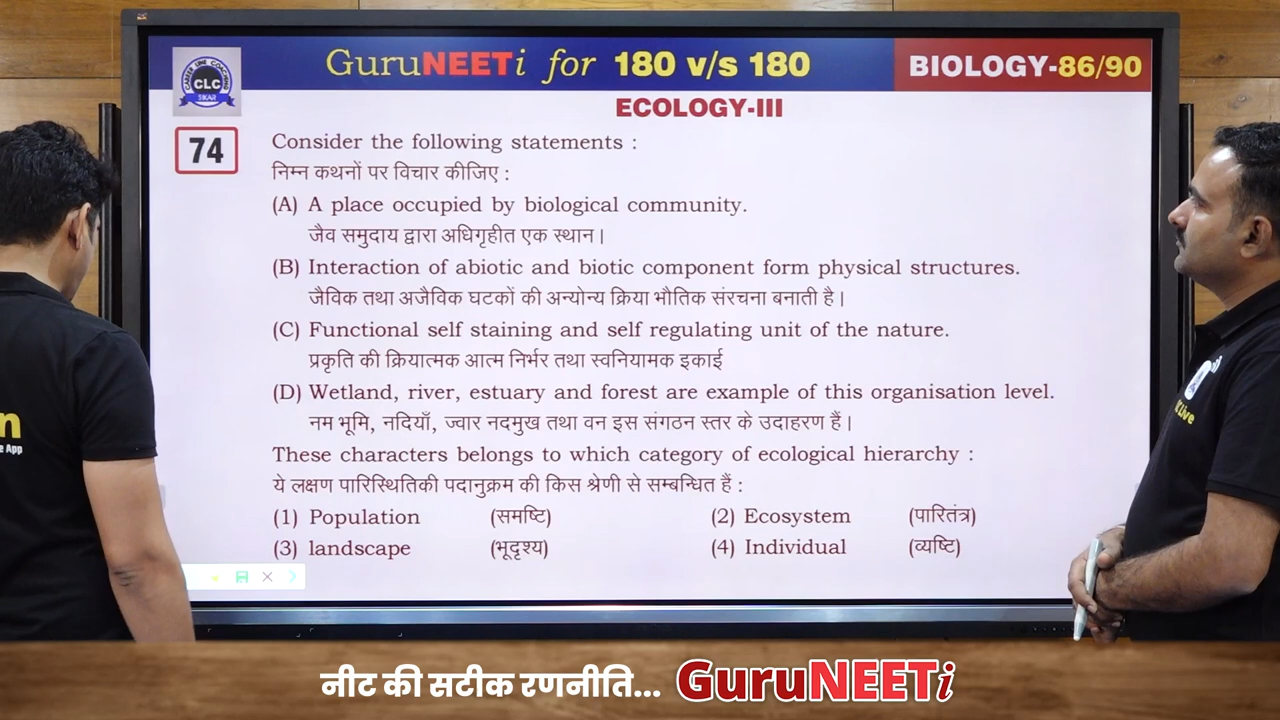 GuruNEETi for 180 v/s 180
BIOLOGY-86/90
CLC
SIKAR
ECOLOGY-III
74
Consider the following statements :
निम्न कथनों पर विचार कीजिए :
(A) A place occupied by biological community.
जैव समुदाय द्वारा अधिगृहीत एक स्थान।
(B) Interaction of abiotic and biotic component form physical structures.
जैविक तथा अजैविक घटकों की अन्योन्य क्रिया भौतिक संरचना बनाती है।
(C) Functional self staining and self regulating unit of the nature.
प्रकृति की क्रियात्मक आत्म निर्भर तथा स्वनियामक इकाई
(D) Wetland, river, estuary and forest are example of this organisation level.
नम भूमि, नदियाँ, ज्वार नदमुख तथा वन इस संगठन स्तर के उदाहरण हैं।
These characters belongs to which category of ecological hierarchy :
ये लक्षण पारिस्थितिकी पदानुक्रम की किस श्रेणी से सम्बन्धित हैं :
(1) Population (समष्टि) (2) Ecosystem (पारितंत्र)
(3) landscape (भूदृश्य) (4) Individual (व्यष्टि)
n
e App
Live
नीट की सटीक रणनीति... GuruNEETi